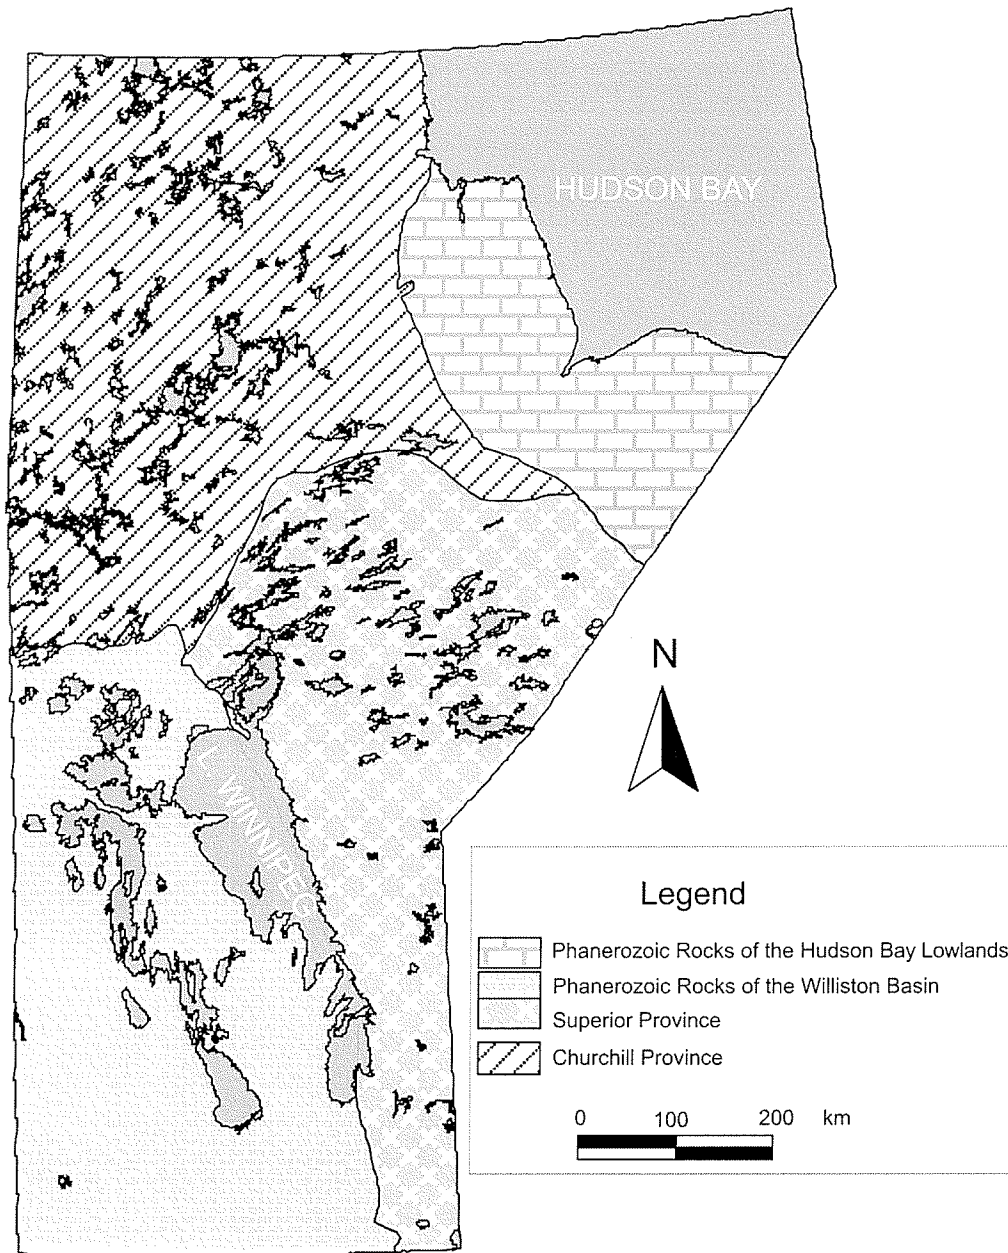 HUDSON BAY
N
WINNIPEG
Legend
Phanerozoic Rocks of the Hudson Bay Lowlands
Phanerozoic Rocks of the Williston Basin
Superior Province
Churchill Province
0 100 200 km